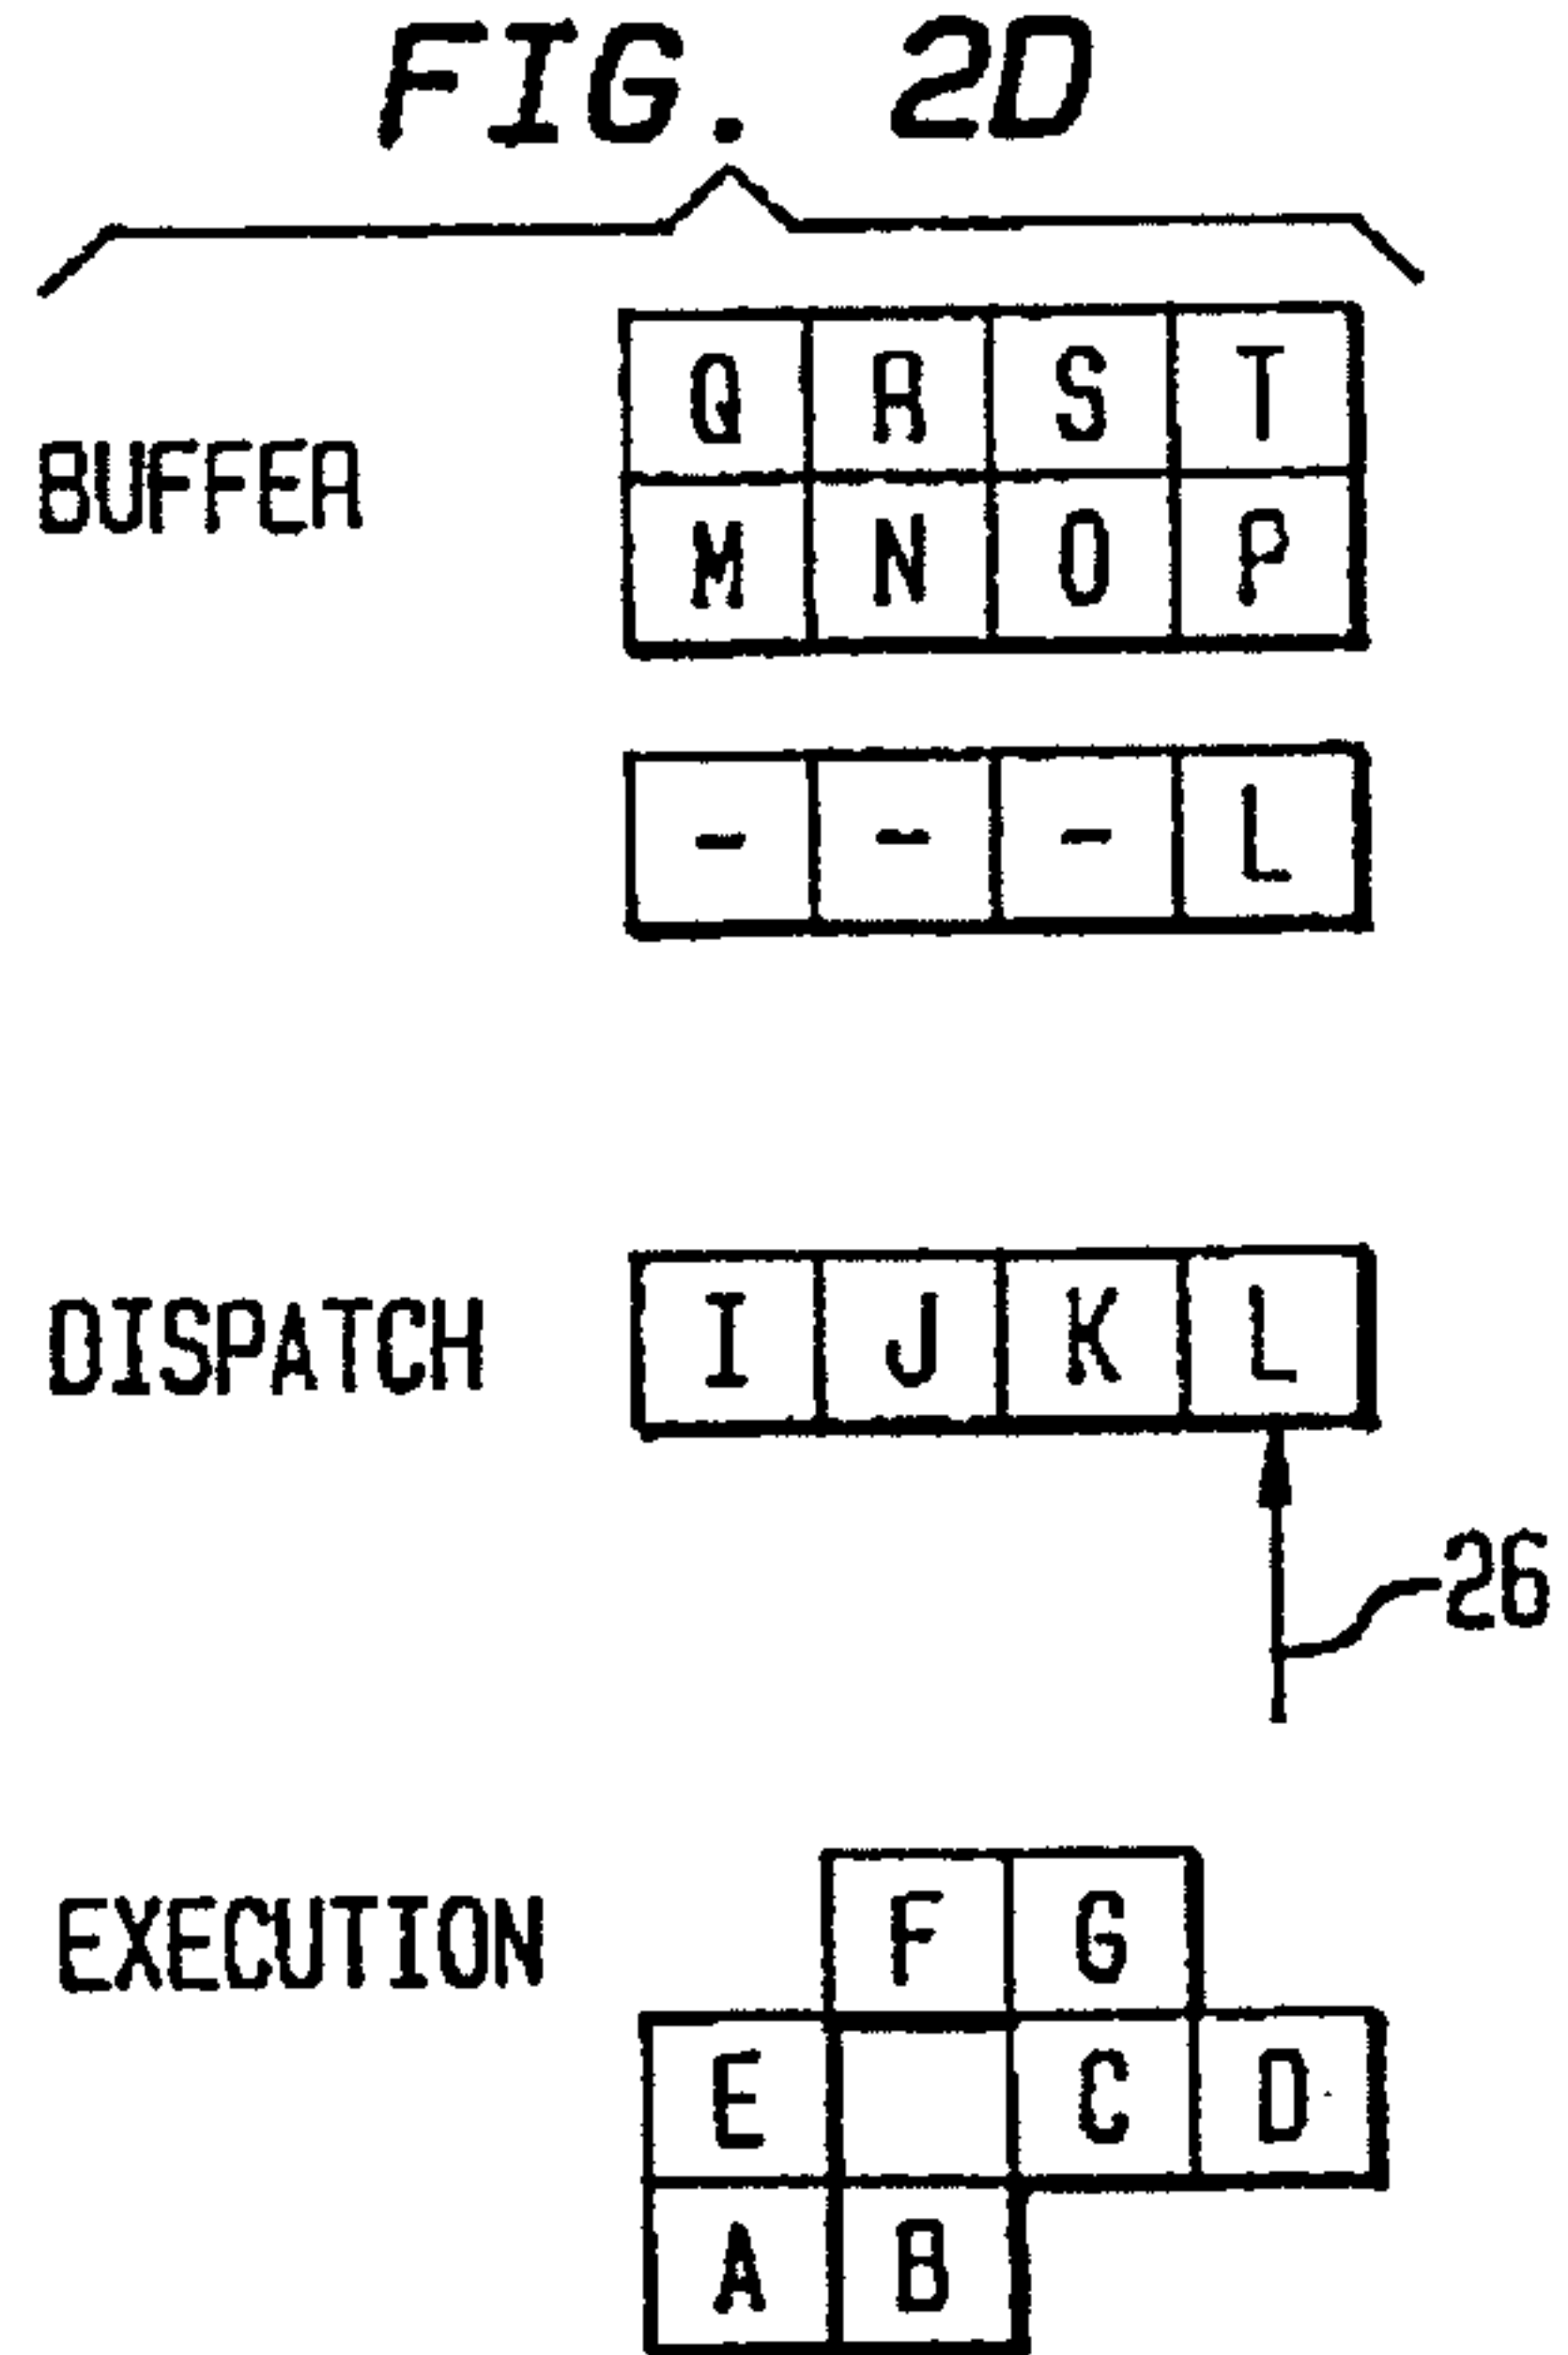 FIG. 2D
BUFFER
Q R S T
M N O P
- - - L
DISPATCH
I J K L
26
EXECUTION
F G
E C D
A B